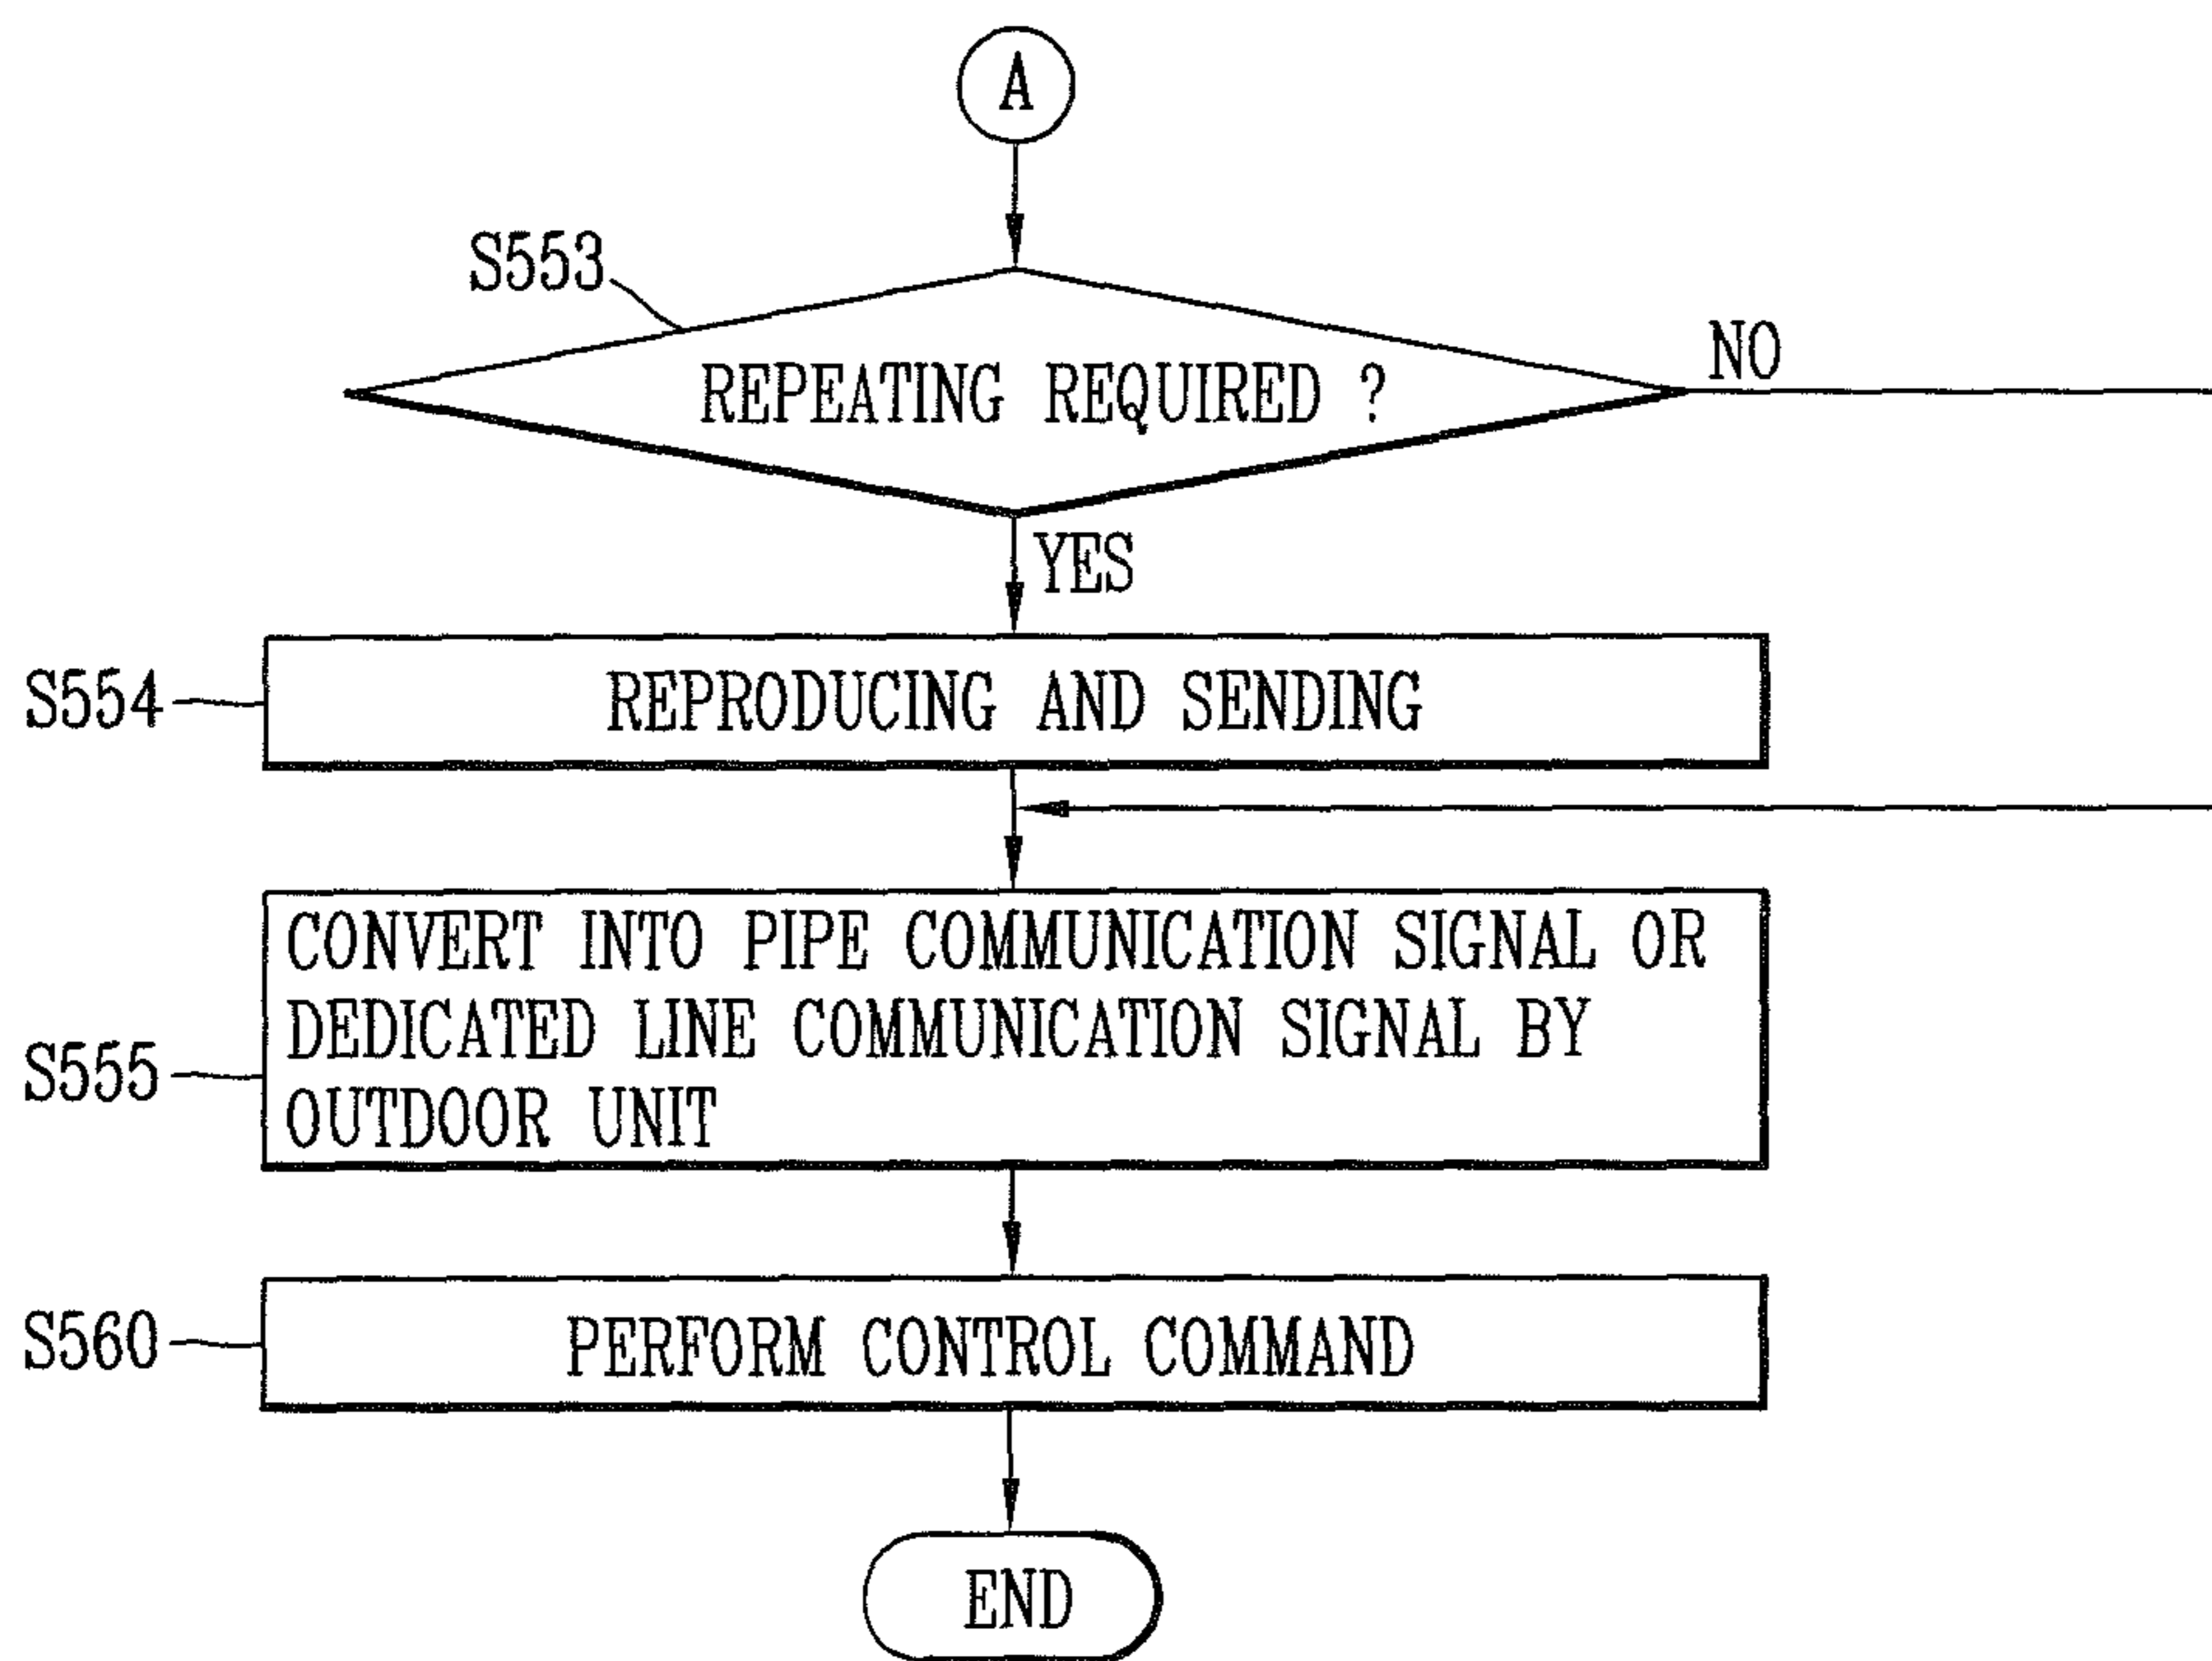 A
S553
REPEATING REQUIRED ?
NO
YES
S554
REPRODUCING AND SENDING
S555
CONVERT INTO PIPE COMMUNICATION SIGNAL OR
DEDICATED LINE COMMUNICATION SIGNAL BY
OUTDOOR UNIT
S560
PERFORM CONTROL COMMAND
END